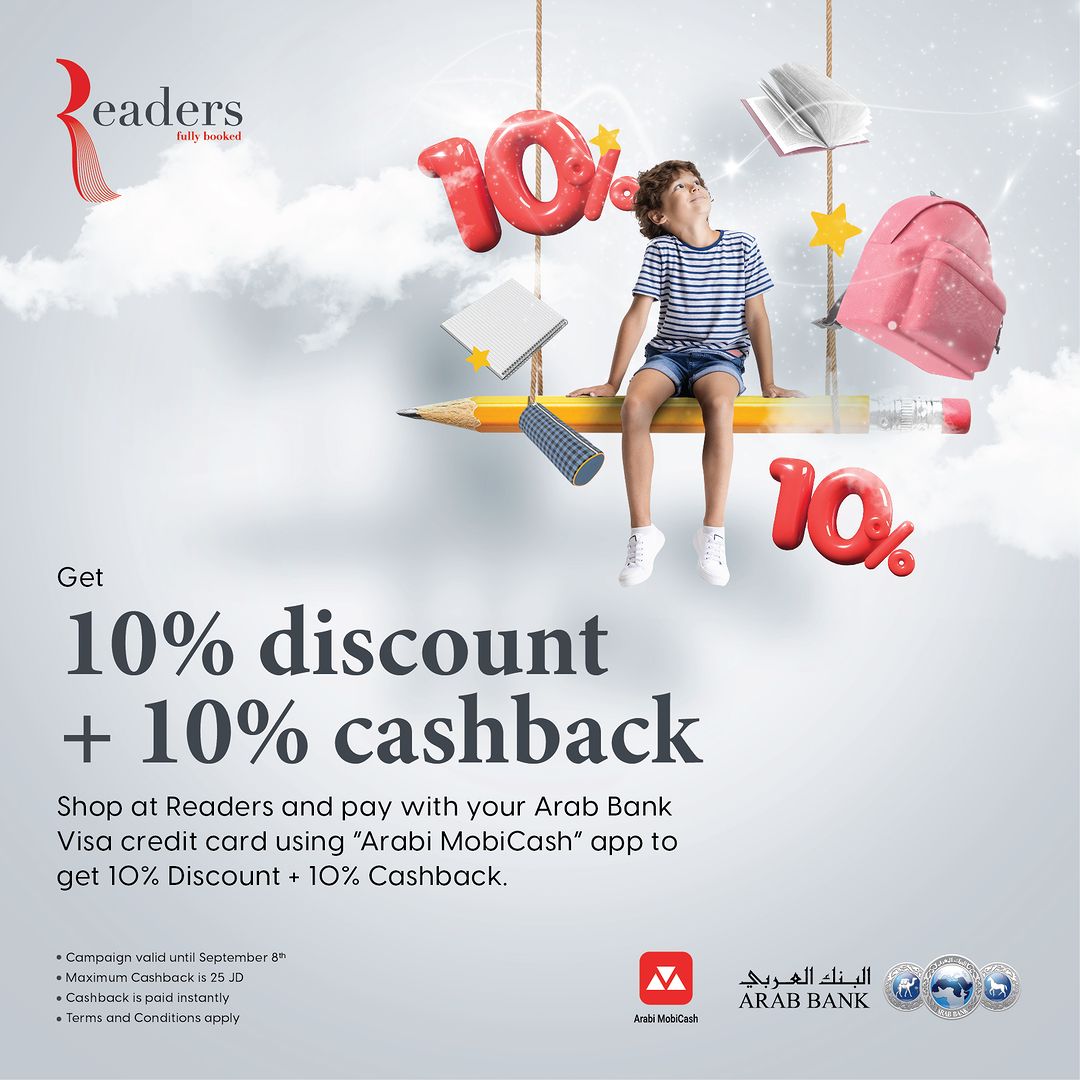 Readers
fully booked
10%
10%
Get
10% discount
+ 10% cashback
Shop at Readers and pay with your Arab Bank
Visa credit card using "Arabi MobiCash" app to
get 10% Discount + 10% Cashback.
• Campaign valid until September 8th
• Maximum Cashback is 25 JD
• Cashback is paid instantly
• Terms and Conditions apply
Arabi MobiCash
البنك العربي
ARAB BANK
ARAB BANK